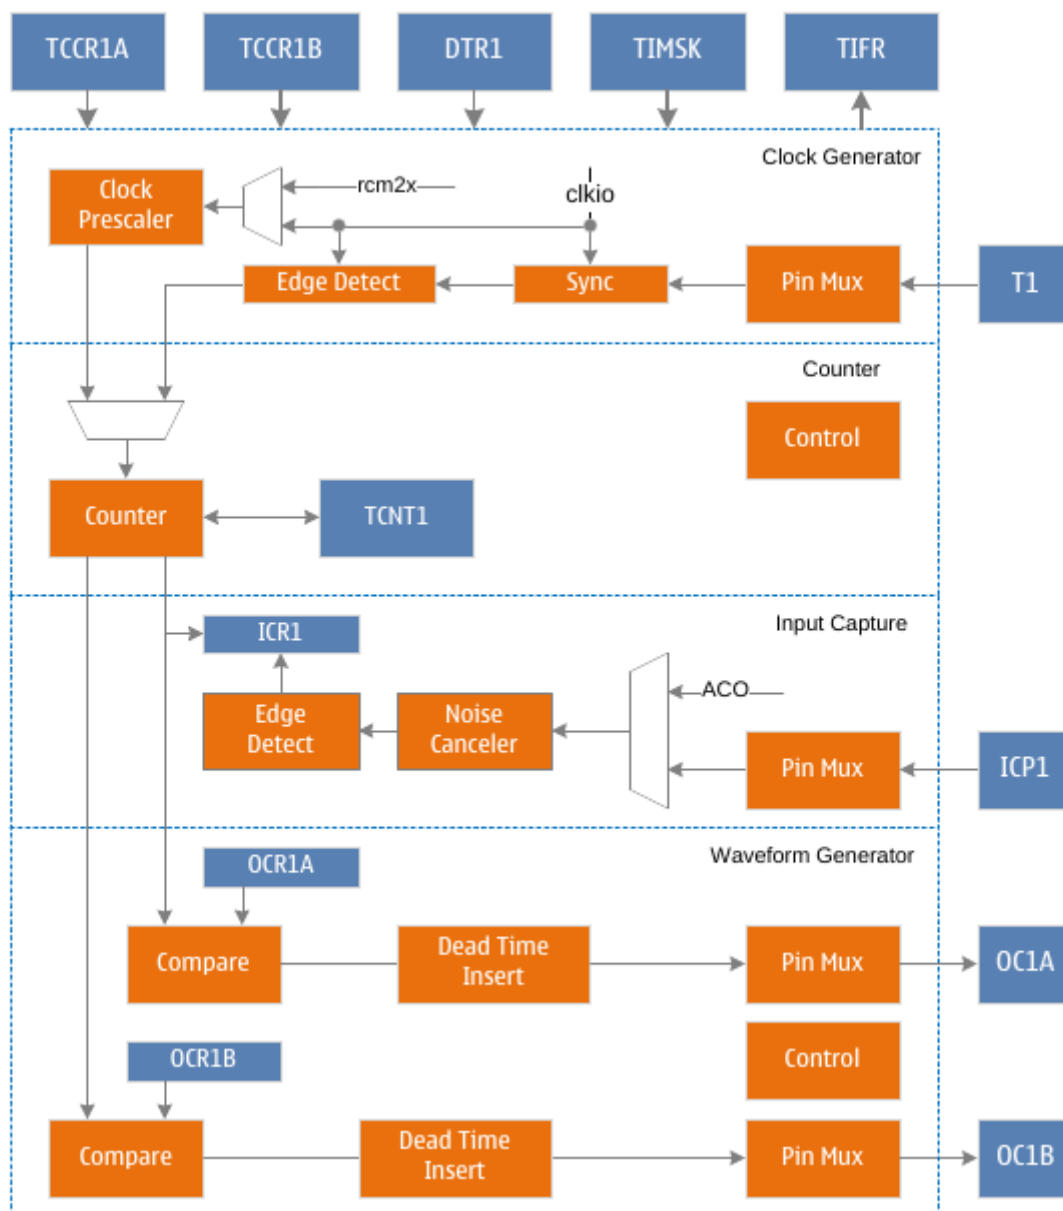 TCCR1A
TCCR1B
DTR1
TIMSK
TIFR
Clock Generator
Clock
Prescaler
rcm2x
clkio
Edge Detect
Sync
Pin Mux
T1
Counter
Control
Counter
TCNT1
Input Capture
ICR1
ACO
Edge
Detect
Noise
Canceler
Pin Mux
ICP1
Waveform Generator
OCR1A
Compare
Dead Time
Insert
Pin Mux
OC1A
Control
OCR1B
Compare
Dead Time
Insert
Pin Mux
OC1B